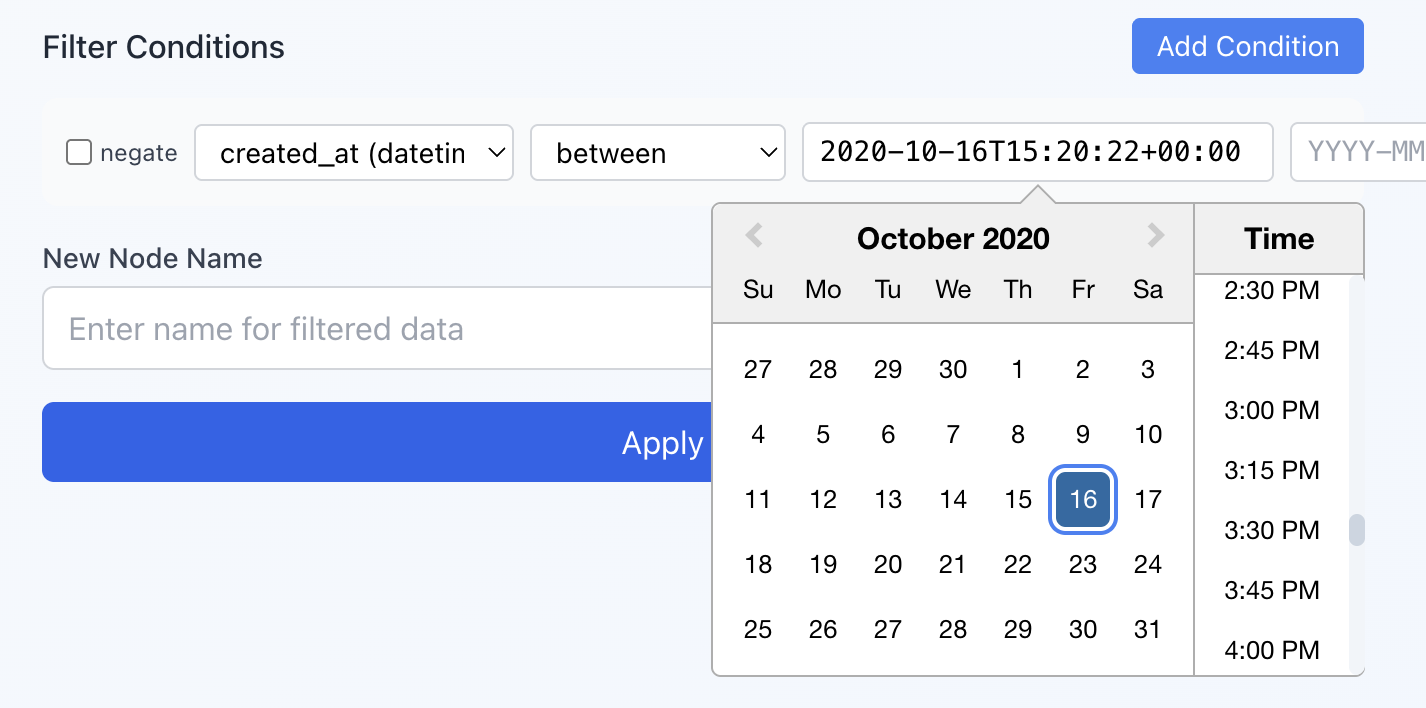 Filter Conditions
Add Condition
negate
created_at (datetin
between
2020-10-16T15:20:22+00:00
YYYY-MM
New Node Name
Enter name for filtered data
Apply
October 2020
Su Mo Tu We Th Fr Sa
27 28 29 30 1 2 3
4 5 6 7 8 9 10
11 12 13 14 15 16 17
18 19 20 21 22 23 24
25 26 27 28 29 30 31
Time
2:30 PM
2:45 PM
3:00 PM
3:15 PM
3:30 PM
3:45 PM
4:00 PM